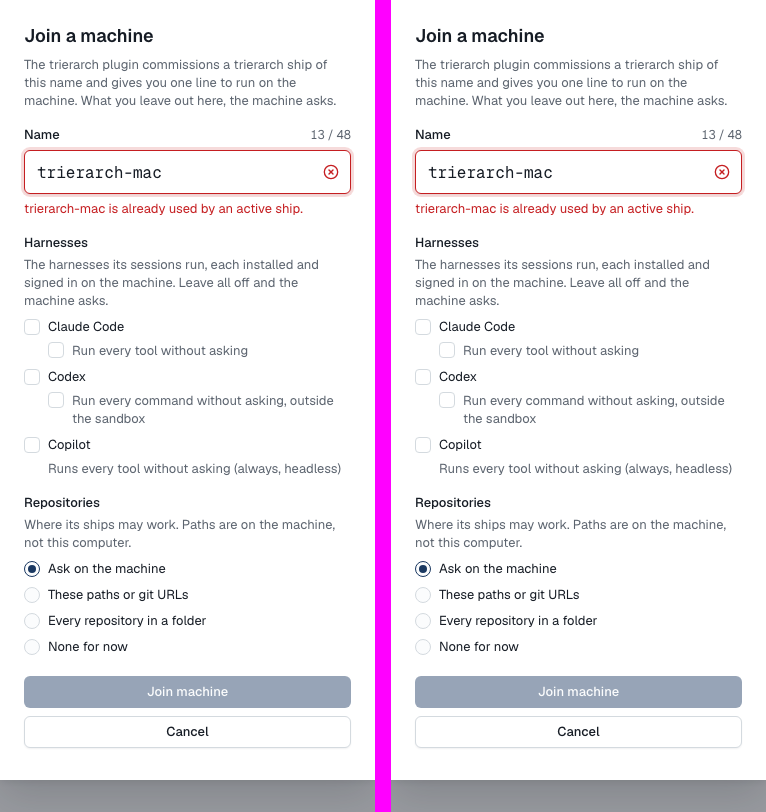 Join a machine
The trierarch plugin commissions a trierarch ship of
this name and gives you one line to run on the
machine. What you leave out here, the machine asks.
Name 13 / 48
trierarch-mac
trierarch-mac is already used by an active ship.
Harnesses
The harnesses its sessions run, each installed and
signed in on the machine. Leave all off and the
machine asks.
Claude Code
Run every tool without asking
Codex
Run every command without asking, outside
the sandbox
Copilot
Runs every tool without asking (always, headless)
Repositories
Where its ships may work. Paths are on the machine,
not this computer.
Ask on the machine
These paths or git URLs
Every repository in a folder
None for now
Join machine
Cancel
Join a machine
The trierarch plugin commissions a trierarch ship of
this name and gives you one line to run on the
machine. What you leave out here, the machine asks.
Name 13 / 48
trierarch-mac
trierarch-mac is already used by an active ship.
Harnesses
The harnesses its sessions run, each installed and
signed in on the machine. Leave all off and the
machine asks.
Claude Code
Run every tool without asking
Codex
Run every command without asking, outside
the sandbox
Copilot
Runs every tool without asking (always, headless)
Repositories
Where its ships may work. Paths are on the machine,
not this computer.
Ask on the machine
These paths or git URLs
Every repository in a folder
None for now
Join machine
Cancel